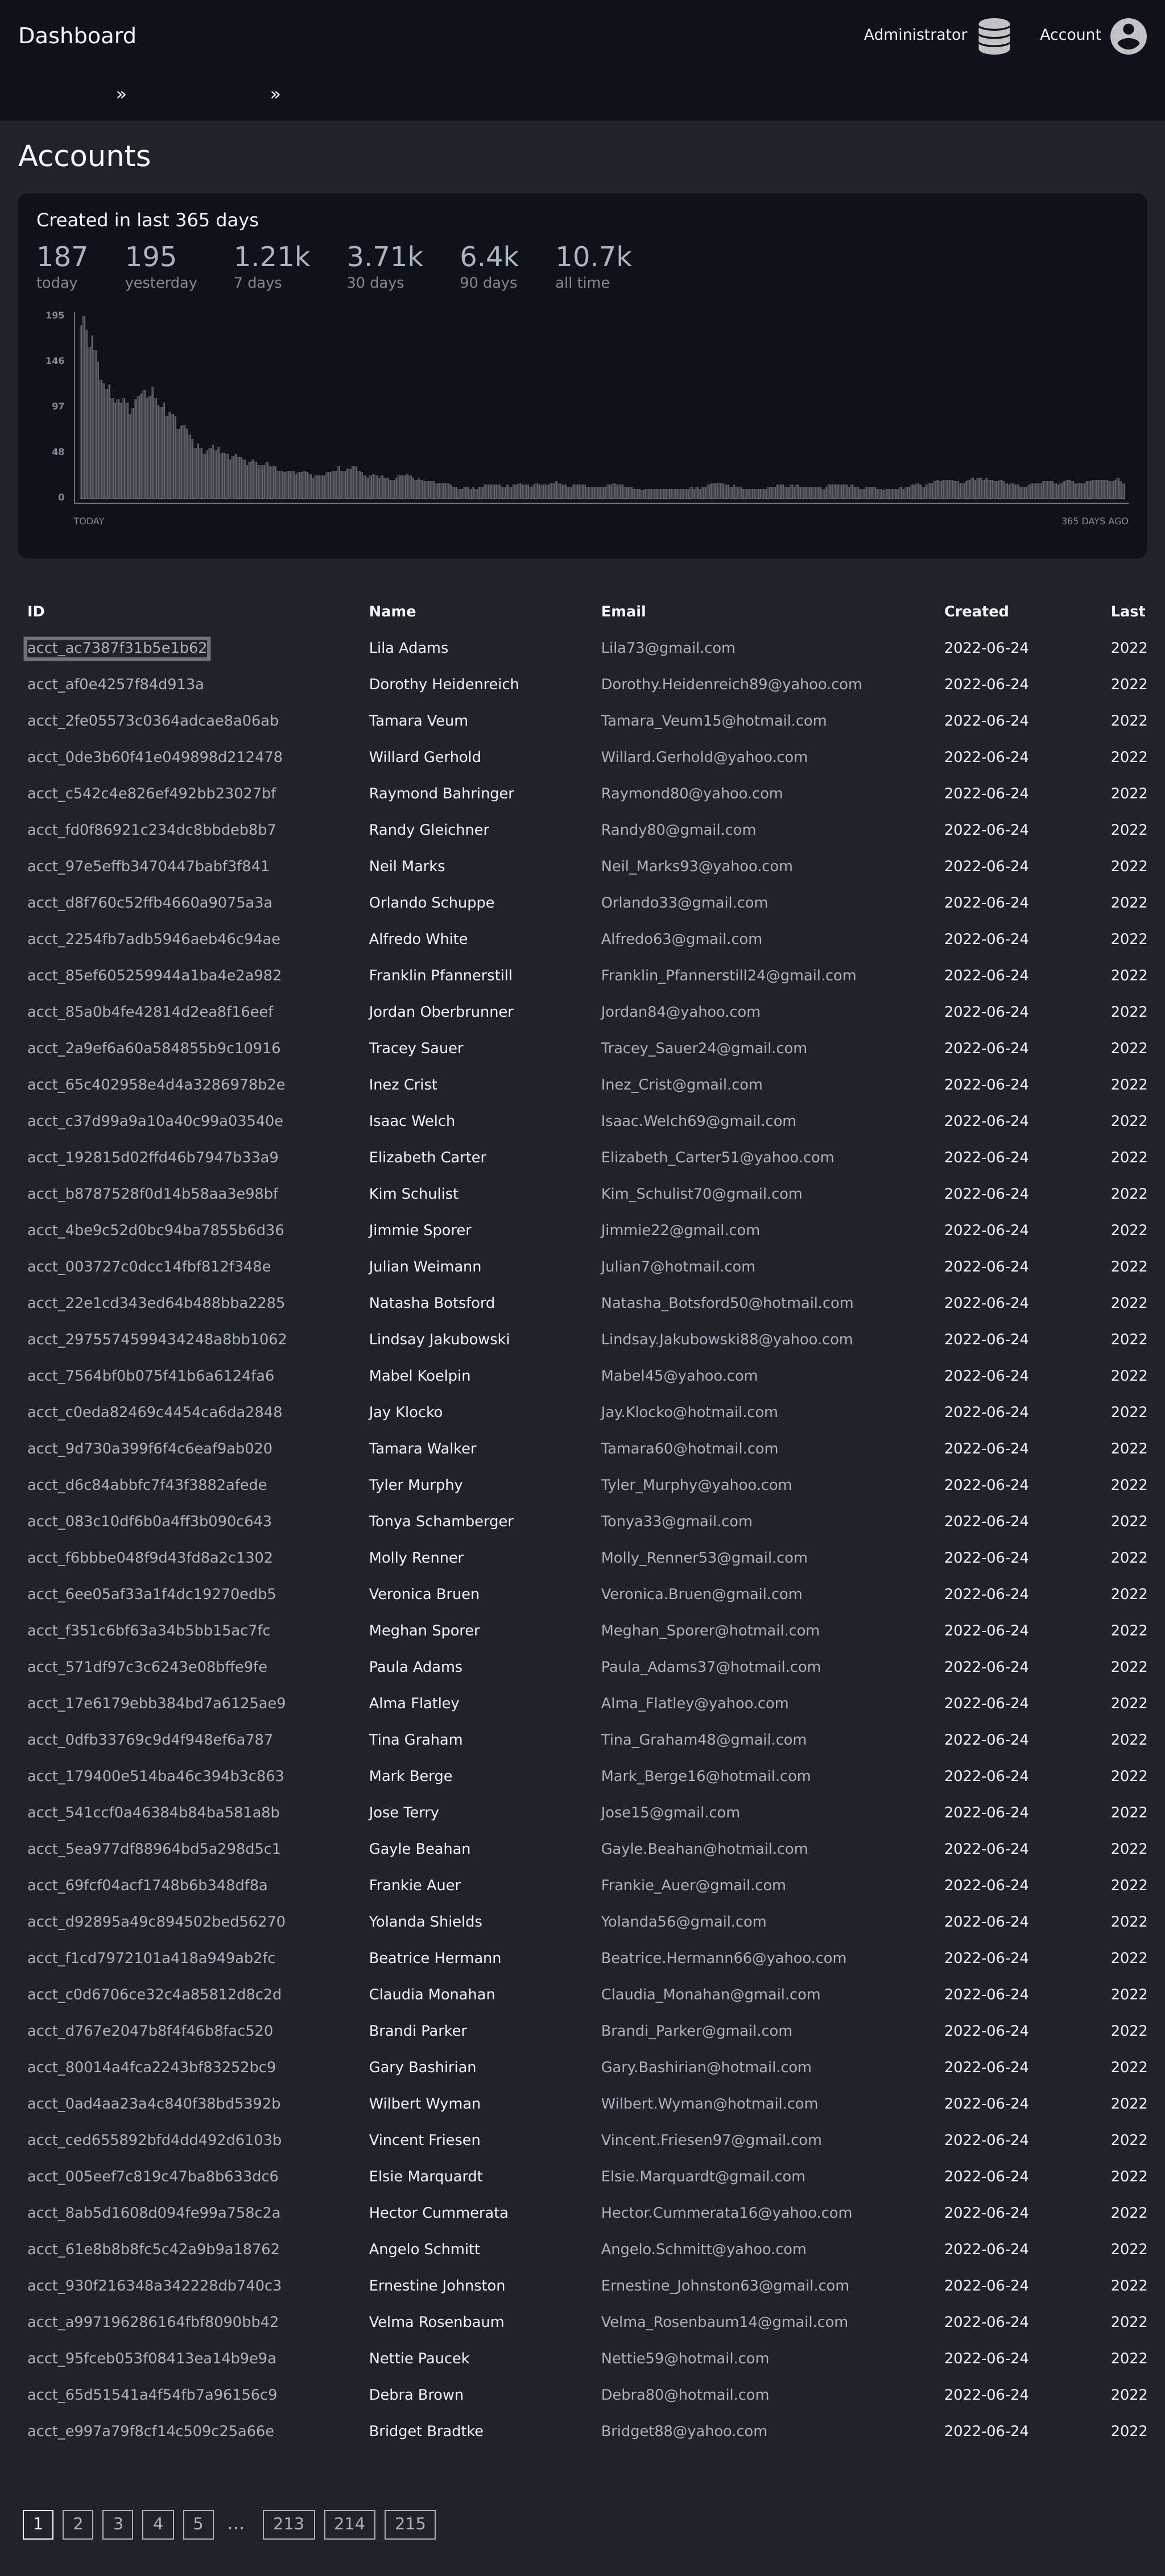 Dashboard Administrator Account
» »
Accounts
Created in last 365 days
187 195 1.21k 3.71k 6.4k 10.7k
today yesterday 7 days 30 days 90 days all time
195
146
97
48
0
TODAY 365 DAYS AGO
ID Name Email Created Last
acct_ac7387f31b5e1b62 Lila Adams Lila73@gmail.com 2022-06-24 2022
acct_af0e4257f84d913a Dorothy Heidenreich Dorothy.Heidenreich89@yahoo.com 2022-06-24 2022
acct_2fe05573c0364adcae8a06ab Tamara Veum Tamara_Veum15@hotmail.com 2022-06-24 2022
acct_0de3b60f41e049898d212478 Willard Gerhold Willard.Gerhold@yahoo.com 2022-06-24 2022
acct_c542c4e826ef492bb23027bf Raymond Bahringer Raymond80@yahoo.com 2022-06-24 2022
acct_fd0f86921c234dc8bbdeb8b7 Randy Gleichner Randy80@gmail.com 2022-06-24 2022
acct_97e5effb3470447babf3f841 Neil Marks Neil_Marks93@yahoo.com 2022-06-24 2022
acct_d8f760c52ffb4660a9075a3a Orlando Schuppe Orlando33@gmail.com 2022-06-24 2022
acct_2254fb7adb5946aeb46c94ae Alfredo White Alfredo63@gmail.com 2022-06-24 2022
acct_85ef605259944a1ba4e2a982 Franklin Pfannerstill Franklin_Pfannerstill24@gmail.com 2022-06-24 2022
acct_85a0b4fe42814d2ea8f16eef Jordan Oberbrunner Jordan84@yahoo.com 2022-06-24 2022
acct_2a9ef6a60a584855b9c10916 Tracey Sauer Tracey_Sauer24@gmail.com 2022-06-24 2022
acct_65c402958e4d4a3286978b2e Inez Crist Inez_Crist@gmail.com 2022-06-24 2022
acct_c37d99a9a10a40c99a03540e Isaac Welch Isaac.Welch69@gmail.com 2022-06-24 2022
acct_192815d02ffd46b7947b33a9 Elizabeth Carter Elizabeth_Carter51@yahoo.com 2022-06-24 2022
acct_b8787528f0d14b58aa3e98bf Kim Schulist Kim_Schulist70@gmail.com 2022-06-24 2022
acct_4be9c52d0bc94ba7855b6d36 Jimmie Sporer Jimmie22@gmail.com 2022-06-24 2022
acct_003727c0dcc14fbf812f348e Julian Weimann Julian7@hotmail.com 2022-06-24 2022
acct_22e1cd343ed64b488bba2285 Natasha Botsford Natasha_Botsford50@hotmail.com 2022-06-24 2022
acct_2975574599434248a8bb1062 Lindsay Jakubowski Lindsay.Jakubowski88@yahoo.com 2022-06-24 2022
acct_7564bf0b075f41b6a6124fa6 Mabel Koelpin Mabel45@yahoo.com 2022-06-24 2022
acct_c0eda82469c4454ca6da2848 Jay Klocko Jay.Klocko@hotmail.com 2022-06-24 2022
acct_9d730a399f6f4c6eaf9ab020 Tamara Walker Tamara60@hotmail.com 2022-06-24 2022
acct_d6c84abbfc7f43f3882afede Tyler Murphy Tyler_Murphy@yahoo.com 2022-06-24 2022
acct_083c10df6b0a4ff3b090c643 Tonya Schamberger Tonya33@gmail.com 2022-06-24 2022
acct_f6bbbe048f9d43fd8a2c1302 Molly Renner Molly_Renner53@gmail.com 2022-06-24 2022
acct_6ee05af33a1f4dc19270edb5 Veronica Bruen Veronica.Bruen@gmail.com 2022-06-24 2022
acct_f351c6bf63a34b5bb15ac7fc Meghan Sporer Meghan_Sporer@hotmail.com 2022-06-24 2022
acct_571df97c3c6243e08bffe9fe Paula Adams Paula_Adams37@hotmail.com 2022-06-24 2022
acct_17e6179ebb384bd7a6125ae9 Alma Flatley Alma_Flatley@yahoo.com 2022-06-24 2022
acct_0dfb33769c9d4f948ef6a787 Tina Graham Tina_Graham48@gmail.com 2022-06-24 2022
acct_179400e514ba46c394b3c863 Mark Berge Mark_Berge16@hotmail.com 2022-06-24 2022
acct_541ccf0a46384b84ba581a8b Jose Terry Jose15@gmail.com 2022-06-24 2022
acct_5ea977df88964bd5a298d5c1 Gayle Beahan Gayle.Beahan@hotmail.com 2022-06-24 2022
acct_69fcf04acf1748b6b348df8a Frankie Auer Frankie_Auer@gmail.com 2022-06-24 2022
acct_d92895a49c894502bed56270 Yolanda Shields Yolanda56@gmail.com 2022-06-24 2022
acct_f1cd7972101a418a949ab2fc Beatrice Hermann Beatrice.Hermann66@yahoo.com 2022-06-24 2022
acct_c0d6706ce32c4a85812d8c2d Claudia Monahan Claudia_Monahan@gmail.com 2022-06-24 2022
acct_d767e2047b8f4f46b8fac520 Brandi Parker Brandi_Parker@gmail.com 2022-06-24 2022
acct_80014a4fca2243bf83252bc9 Gary Bashirian Gary.Bashirian@hotmail.com 2022-06-24 2022
acct_0ad4aa23a4c840f38bd5392b Wilbert Wyman Wilbert.Wyman@hotmail.com 2022-06-24 2022
acct_ced655892bfd4dd492d6103b Vincent Friesen Vincent.Friesen97@gmail.com 2022-06-24 2022
acct_005eef7c819c47ba8b633dc6 Elsie Marquardt Elsie.Marquardt@gmail.com 2022-06-24 2022
acct_8ab5d1608d094fe99a758c2a Hector Cummerata Hector.Cummerata16@yahoo.com 2022-06-24 2022
acct_61e8b8b8fc5c42a9b9a18762 Angelo Schmitt Angelo.Schmitt@yahoo.com 2022-06-24 2022
acct_930f216348a342228db740c3 Ernestine Johnston Ernestine_Johnston63@gmail.com 2022-06-24 2022
acct_a997196286164fbf8090bb42 Velma Rosenbaum Velma_Rosenbaum14@gmail.com 2022-06-24 2022
acct_95fceb053f08413ea14b9e9a Nettie Paucek Nettie59@hotmail.com 2022-06-24 2022
acct_65d51541a4f54fb7a96156c9 Debra Brown Debra80@hotmail.com 2022-06-24 2022
acct_e997a79f8cf14c509c25a66e Bridget Bradtke Bridget88@yahoo.com 2022-06-24 2022
1 2 3 4 5 … 213 214 215